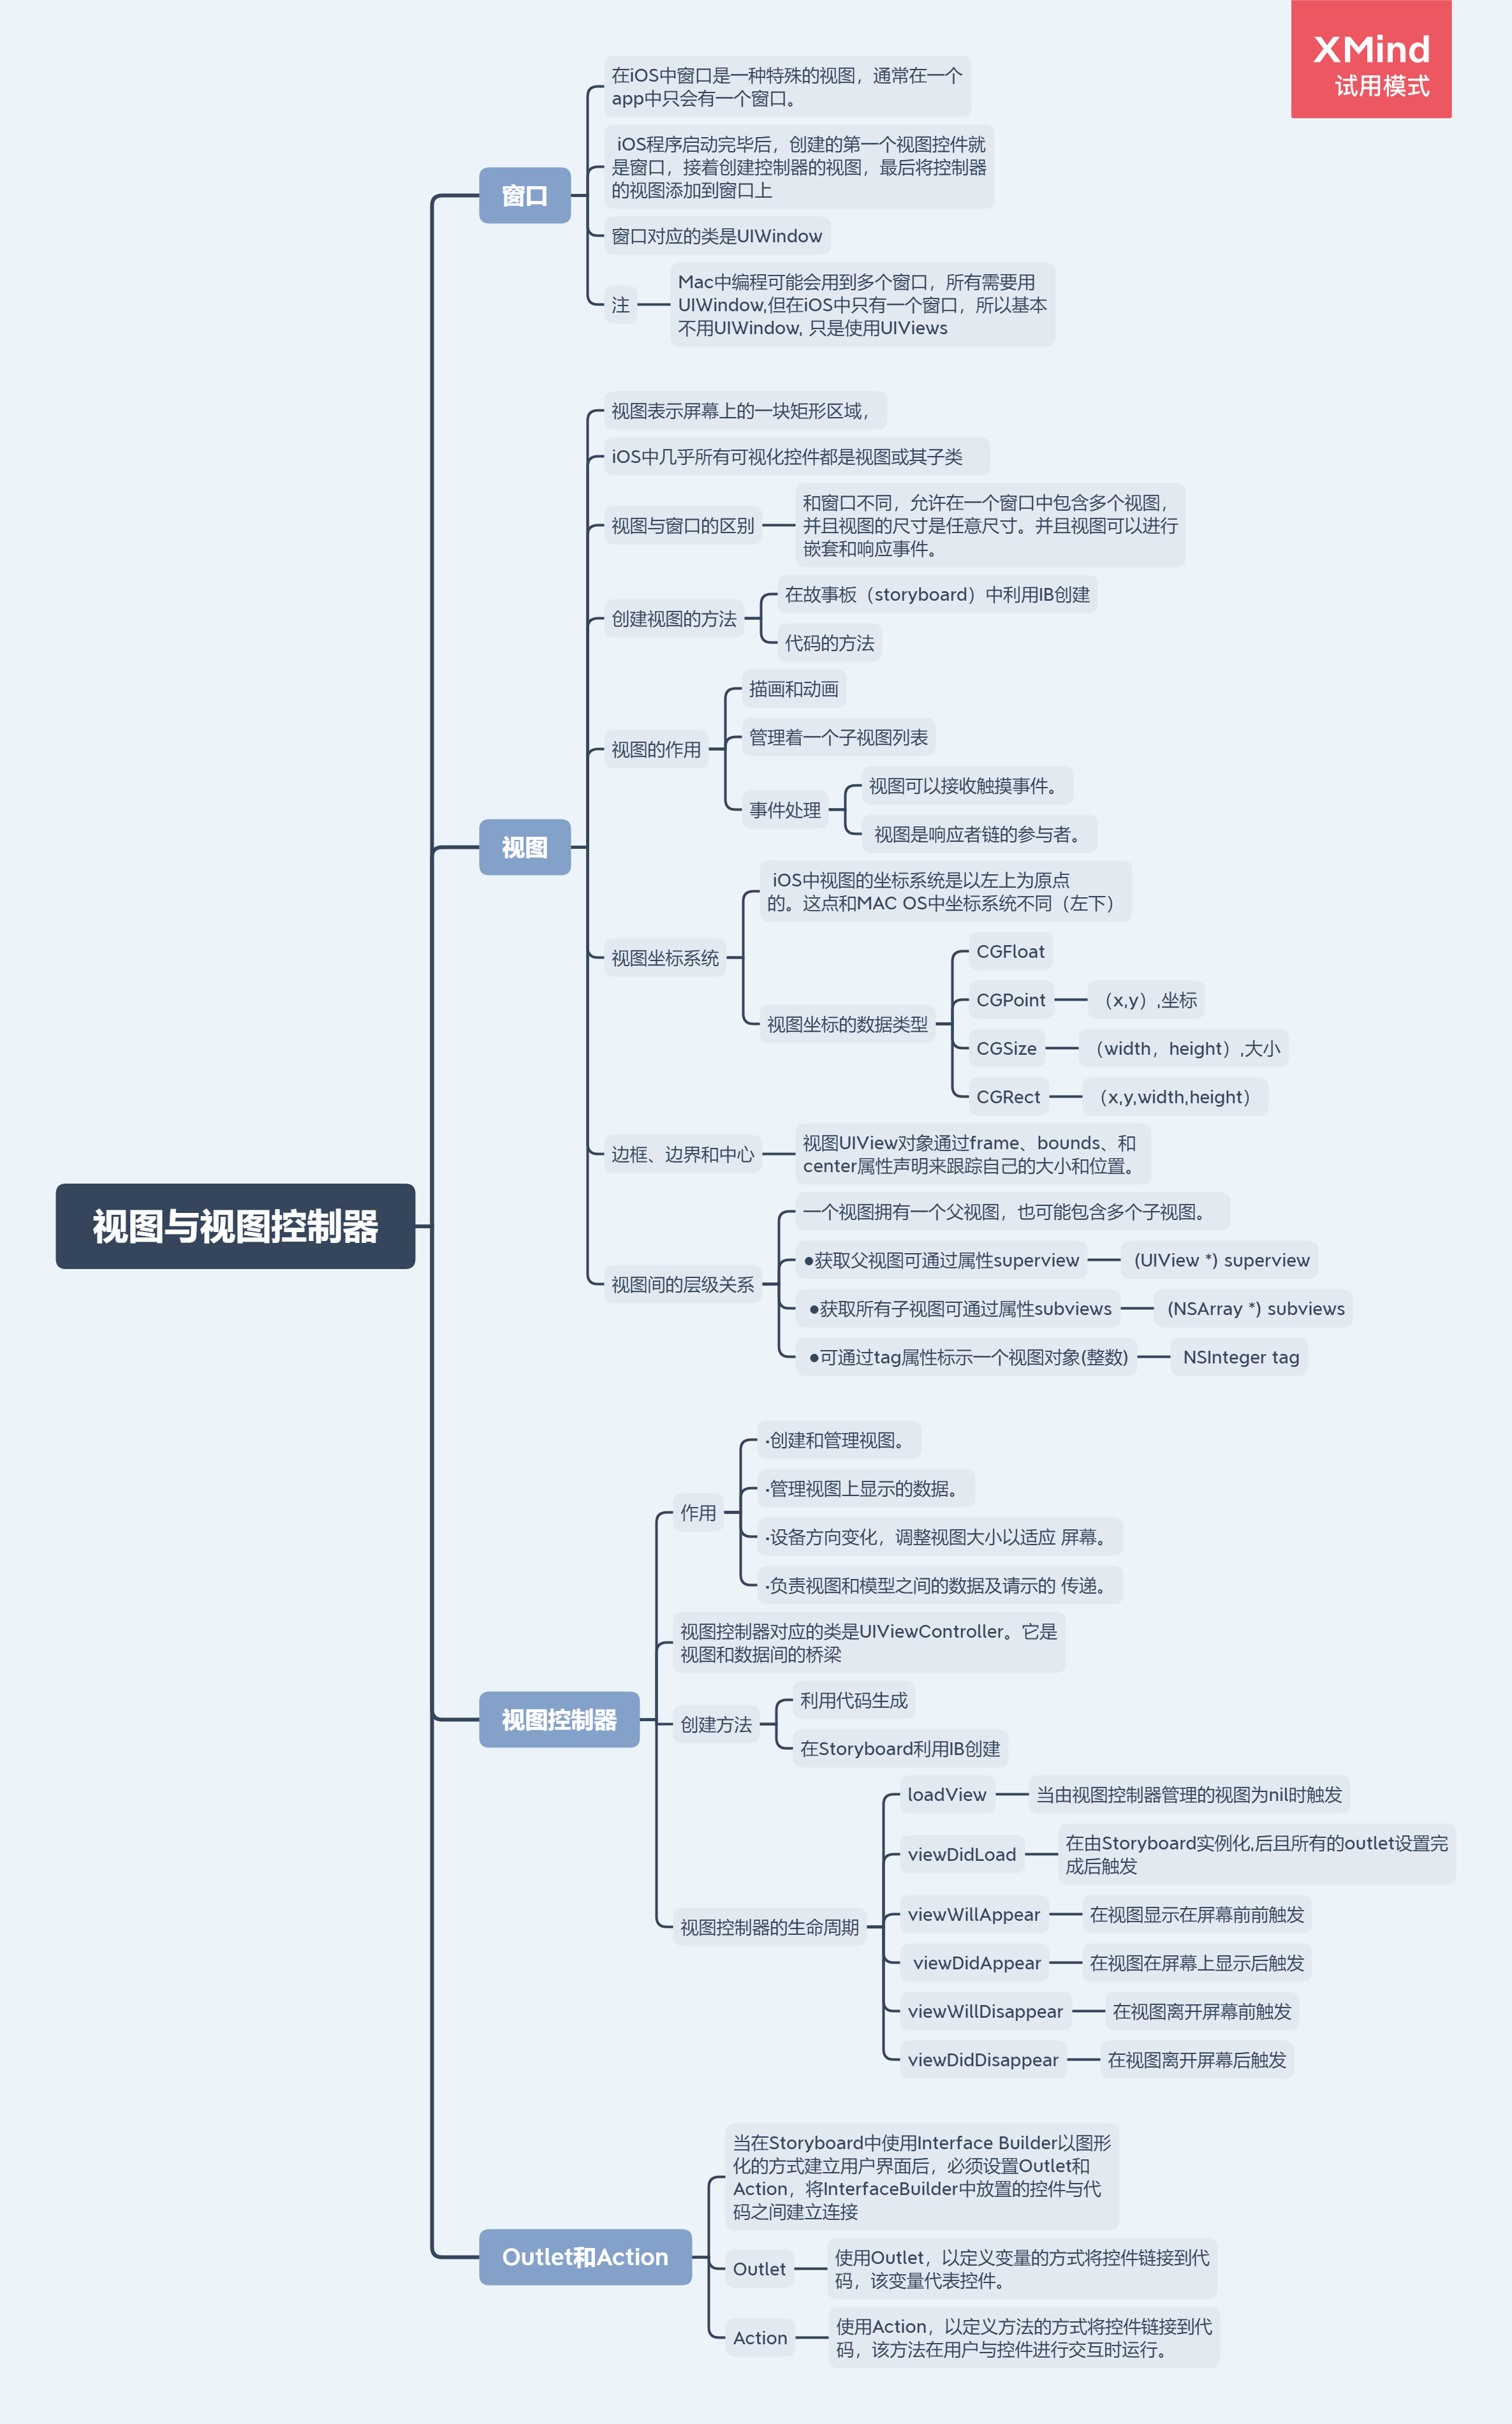 XMind
试用模式
视图与视图控制器
窗口
在iOS中窗口是一种特殊的视图，通常在一个
app中只会有一个窗口。
iOS程序启动完毕后，创建的第一个视图控件就
是窗口，接着创建控制器的视图，最后将控制器
的视图添加到窗口上
窗口对应的类是UIWindow
注
Mac中编程可能会用到多个窗口，所有需要用
UIWindow,但在iOS中只有一个窗口，所以基本
不用UIWindow, 只是使用UIViews
视图
视图表示屏幕上的一块矩形区域，
iOS中几乎所有可视化控件都是视图或其子类
视图与窗口的区别
和窗口不同，允许在一个窗口中包含多个视图，
并且视图的尺寸是任意尺寸。并且视图可以进行
嵌套和响应事件。
创建视图的方法
在故事板（storyboard）中利用IB创建
代码的方法
视图的作用
描画和动画
管理着一个子视图列表
事件处理
视图可以接收触摸事件。
视图是响应者链的参与者。
视图坐标系统
iOS中视图的坐标系统是以左上为原点
的。这点和MAC OS中坐标系统不同（左下）
视图坐标的数据类型
CGFloat
CGPoint
（x,y）,坐标
CGSize
（width，height）,大小
CGRect
（x,y,width,height）
边框、边界和中心
视图UIView对象通过frame、bounds、和
center属性声明来跟踪自己的大小和位置。
视图间的层级关系
一个视图拥有一个父视图，也可能包含多个子视图。
●获取父视图可通过属性superview
(UIView *) superview
●获取所有子视图可通过属性subviews
(NSArray *) subviews
●可通过tag属性标示一个视图对象(整数)
NSInteger tag
视图控制器
作用
·创建和管理视图。
·管理视图上显示的数据。
·设备方向变化，调整视图大小以适应 屏幕。
·负责视图和模型之间的数据及请示的 传递。
视图控制器对应的类是UIViewController。它是
视图和数据间的桥梁
创建方法
利用代码生成
在Storyboard利用IB创建
视图控制器的生命周期
loadView
当由视图控制器管理的视图为nil时触发
viewDidLoad
在由Storyboard实例化,后且所有的outlet设置完
成后触发
viewWillAppear
在视图显示在屏幕前前触发
viewDidAppear
在视图在屏幕上显示后触发
viewWillDisappear
在视图离开屏幕前触发
viewDidDisappear
在视图离开屏幕后触发
Outlet和Action
当在Storyboard中使用Interface Builder以图形
化的方式建立用户界面后，必须设置Outlet和
Action，将InterfaceBuilder中放置的控件与代
码之间建立连接
Outlet
使用Outlet，以定义变量的方式将控件链接到代
码，该变量代表控件。
Action
使用Action，以定义方法的方式将控件链接到代
码，该方法在用户与控件进行交互时运行。